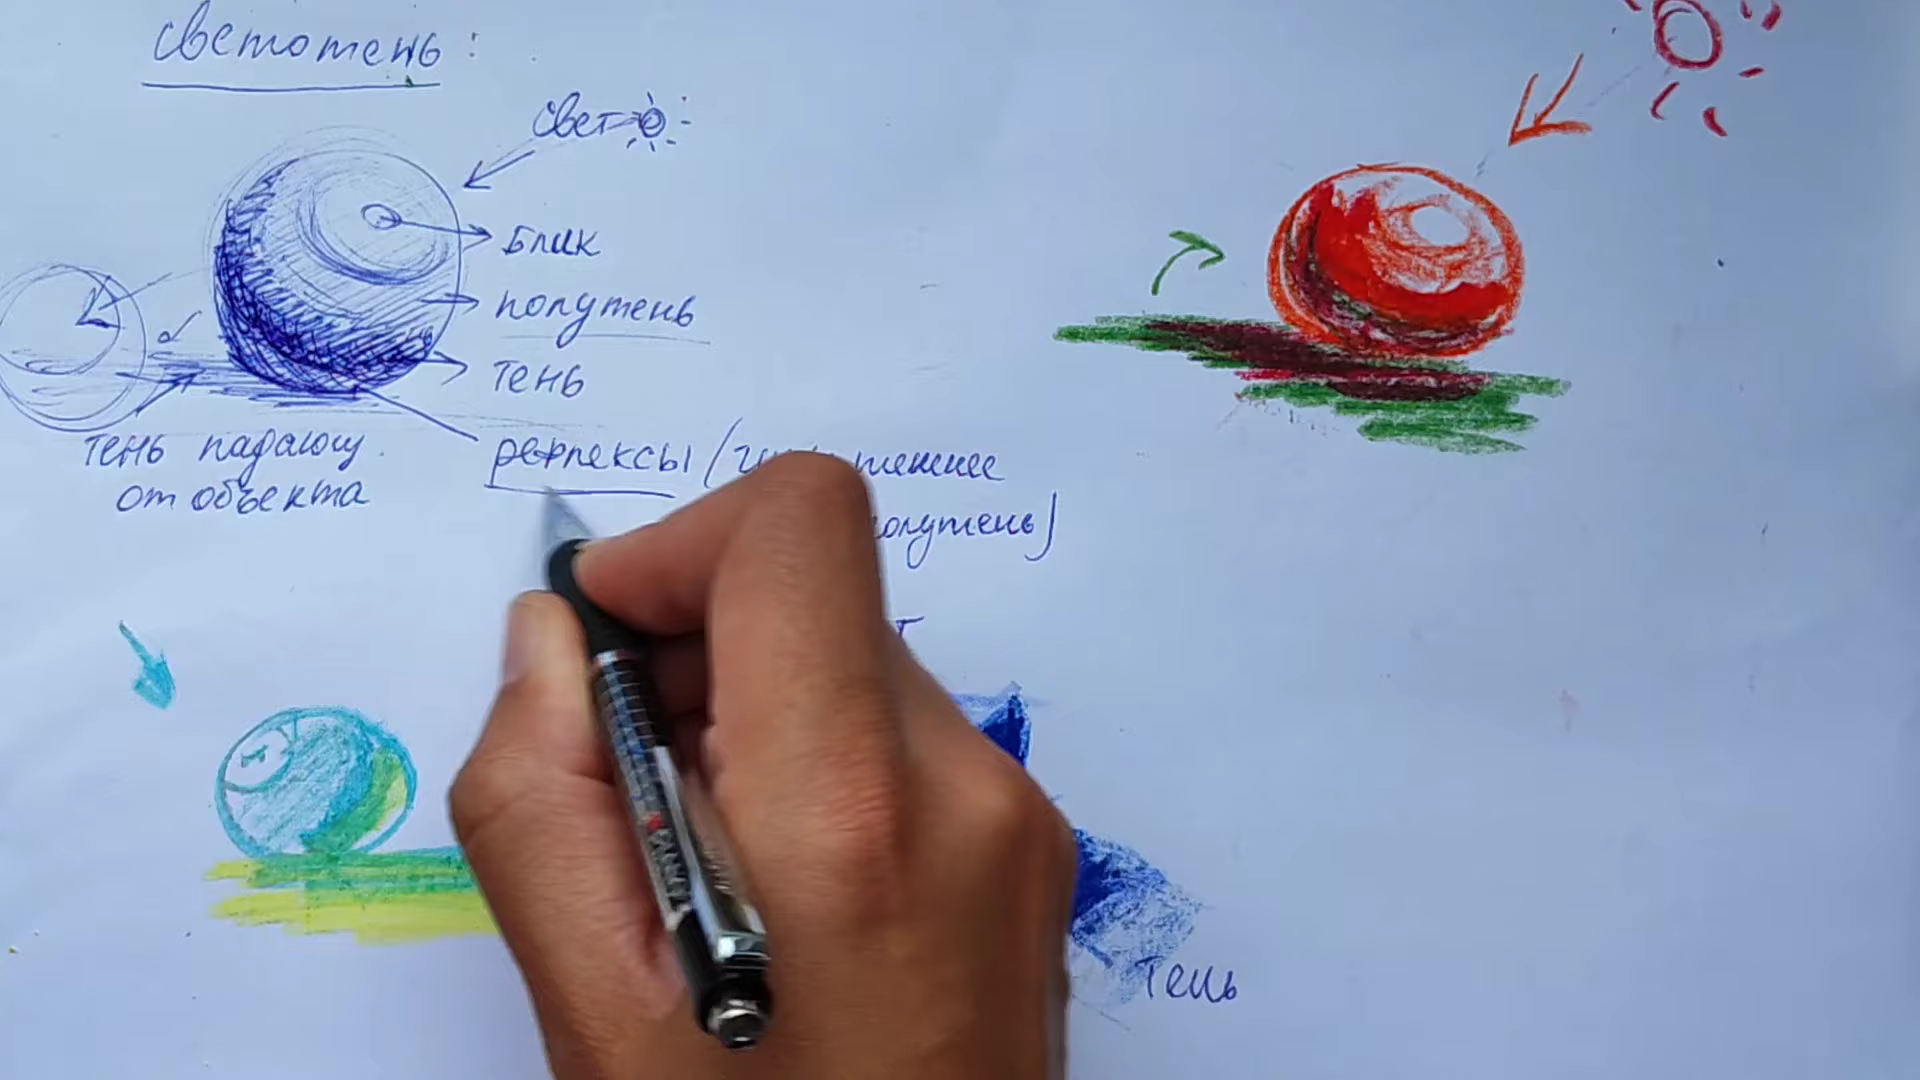 светотень:
свет
Блик
полутень
тень
тень падающ.
от объекта
рефлексы (
полутень)
Тень